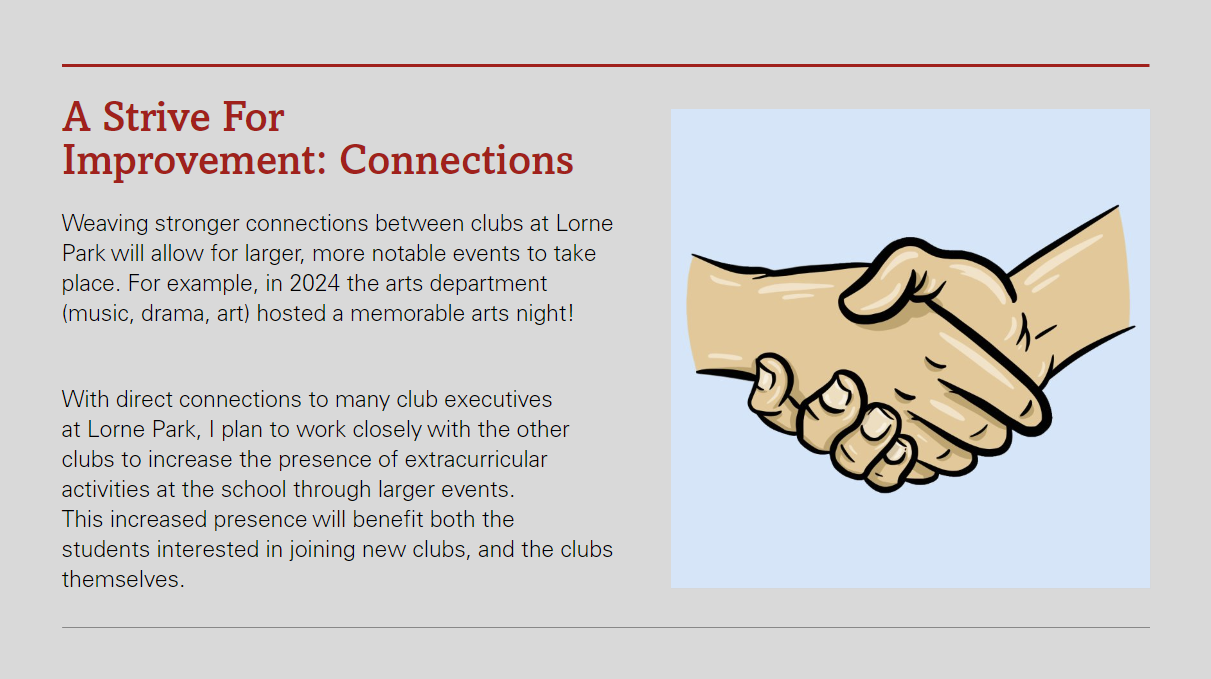 A Strive For
Improvement: Connections
Weaving stronger connections between clubs at Lorne
Park will allow for larger, more notable events to take
place. For example, in 2024 the arts department
(music, drama, art) hosted a memorable arts night!
With direct connections to many club executives
at Lorne Park, I plan to work closely with the other
clubs to increase the presence of extracurricular
activities at the school through larger events.
This increased presence will benefit both the
students interested in joining new clubs, and the clubs
themselves.